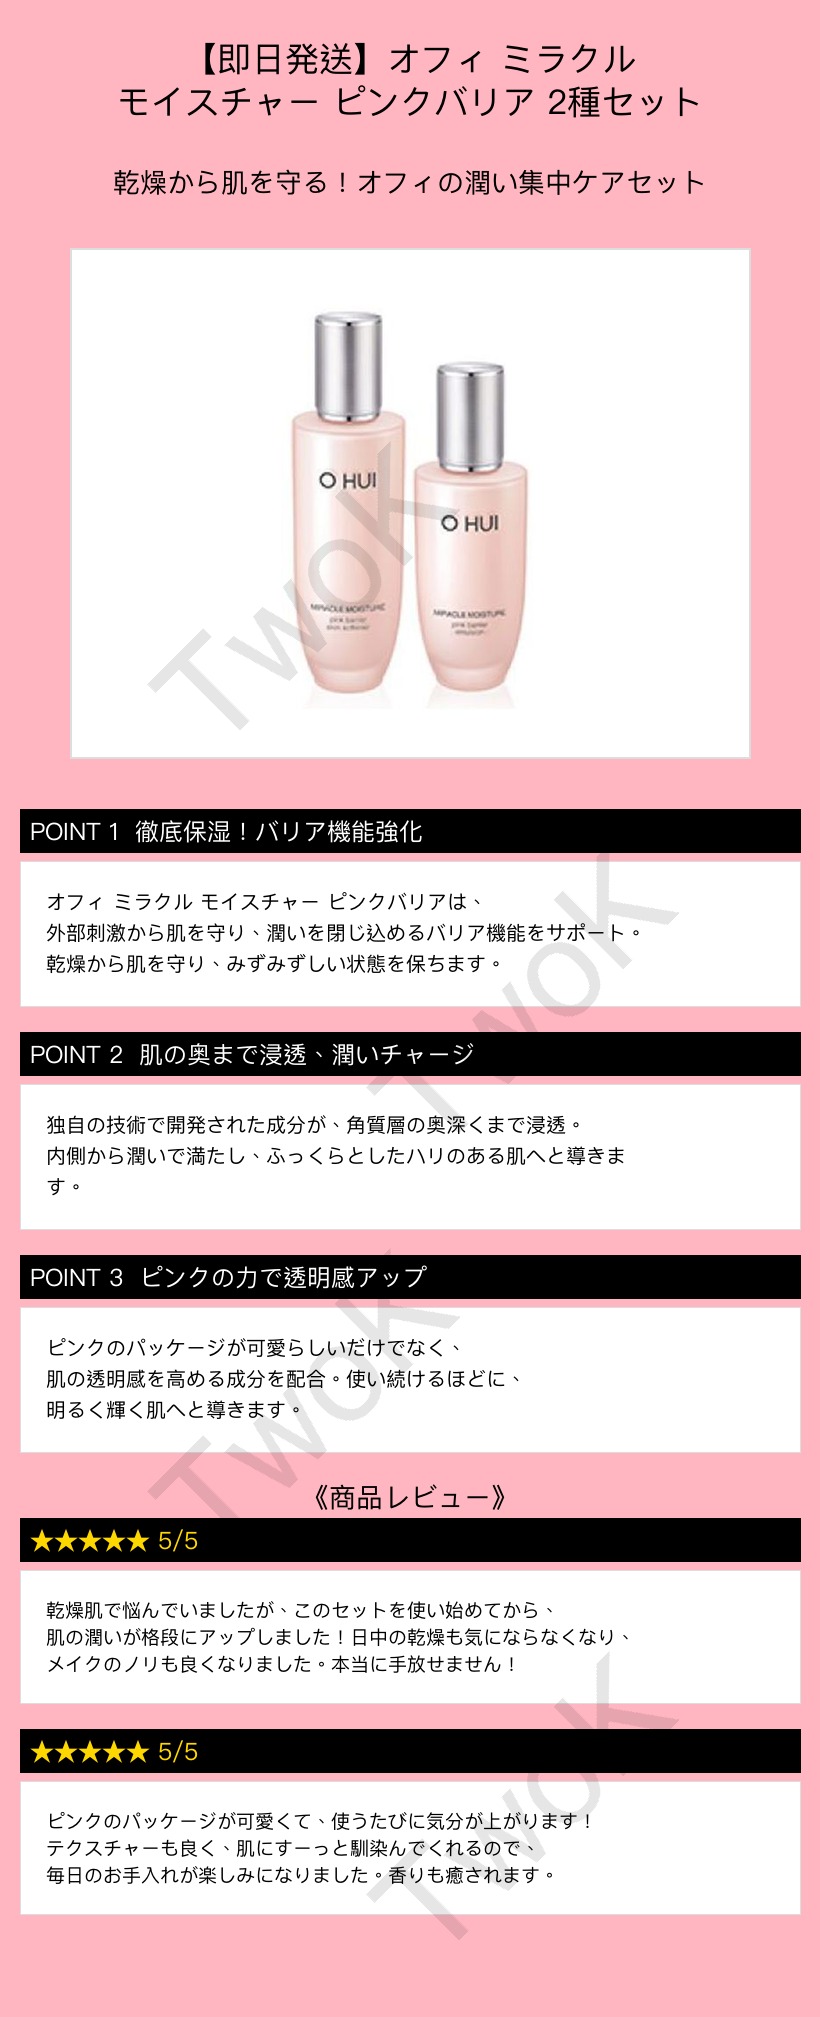 【即日発送】オフィ ミラクル
モイスチャー ピンクバリア 2種セット
乾燥から肌を守る！オフィの潤い集中ケアセット
O HUI
O HUI
MIRACLE MOISTURE
pink barrier
skin softener
MIRACLE MOISTURE
pink barrier
emulsion
TwoK
POINT 1 徹底保湿！バリア機能強化
オフィ ミラクル モイスチャー ピンクバリアは、
外部刺激から肌を守り、潤いを閉じ込めるバリア機能をサポート。
乾燥から肌を守り、みずみずしい状態を保ちます。
TwoK
POINT 2 肌の奥まで浸透、潤いチャージ
独自の技術で開発された成分が、角質層の奥深くまで浸透。
内側から潤いで満たし、ふっくらとしたハリのある肌へと導きま
す。
POINT 3 ピンクの力で透明感アップ
ピンクのパッケージが可愛らしいだけでなく、
肌の透明感を高める成分を配合。使い続けるほどに、
明るく輝く肌へと導きます。
TwoK
《商品レビュー》
★★★★★ 5/5
乾燥肌で悩んでいましたが、このセットを使い始めてから、
肌の潤いが格段にアップしました！日中の乾燥も気にならなくなり、
メイクのノリも良くなりました。本当に手放せません！
★★★★★ 5/5
ピンクのパッケージが可愛くて、使うたびに気分が上がります！
テクスチャーも良く、肌にすーっと馴染んでくれるので、
毎日のお手入れが楽しみになりました。香りも癒されます。
TwoK